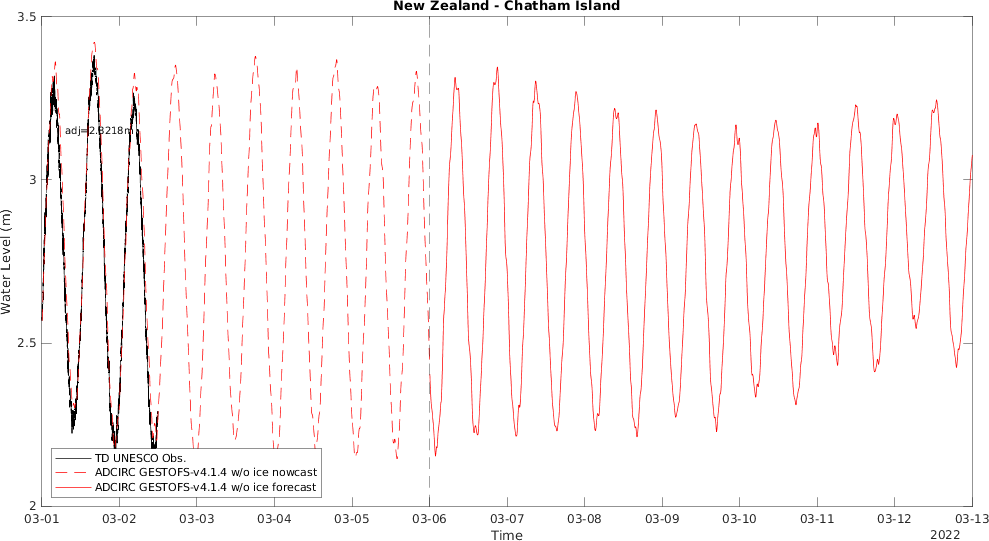 New Zealand - Chatham Island
3.5
3
2.5
2
Water Level (m)
adj=2.8218m
TD UNESCO Obs.
ADCIRC GESTOFS-v4.1.4 w/o ice nowcast
ADCIRC GESTOFS-v4.1.4 w/o ice forecast
03-01 03-02 03-03 03-04 03-05 03-06 03-07 03-08 03-09 03-10 03-11 03-12 03-13
Time
2022